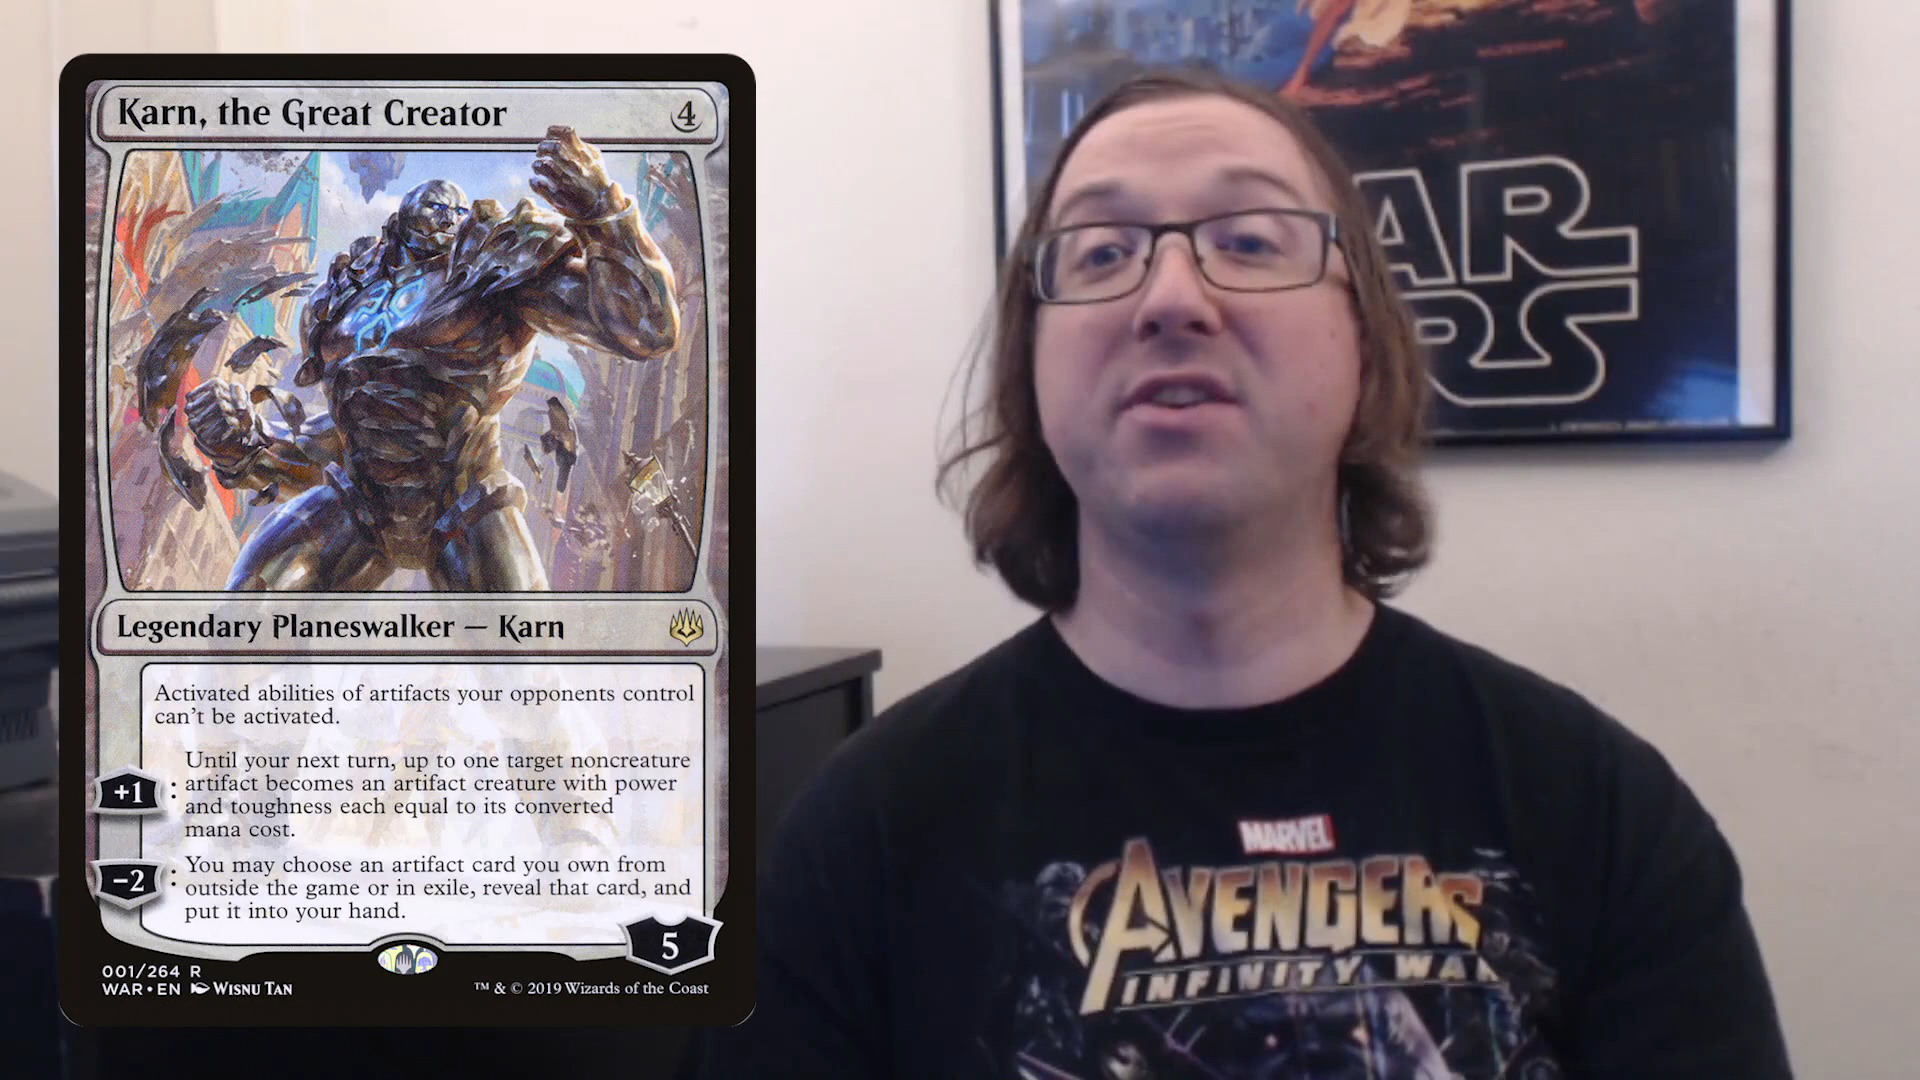 Karn, the Great Creator
4
Legendary Planeswalker — Karn
Activated abilities of artifacts your opponents control
can't be activated.
+1
:
Until your next turn, up to one target noncreature
artifact becomes an artifact creature with power
and toughness each equal to its converted
mana cost.
−2
:
You may choose an artifact card you own from
outside the game or in exile, reveal that card, and
put it into your hand.
5
001/264 R
WAR • EN Wisnu Tan
™ & © 2019 Wizards of the Coast
AR
RS
MARVEL
AVENGERS
INFINITY WAR